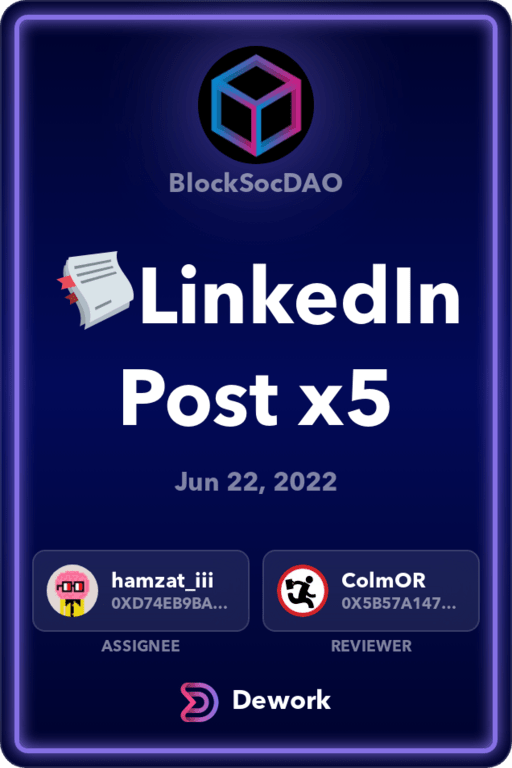 BlockSocDAO
LinkedIn
Post x5
Jun 22, 2022
hamzat_iii
0XD74EB9BA...
ASSIGNEE
ColmOR
0X5B57A147...
REVIEWER
Dework